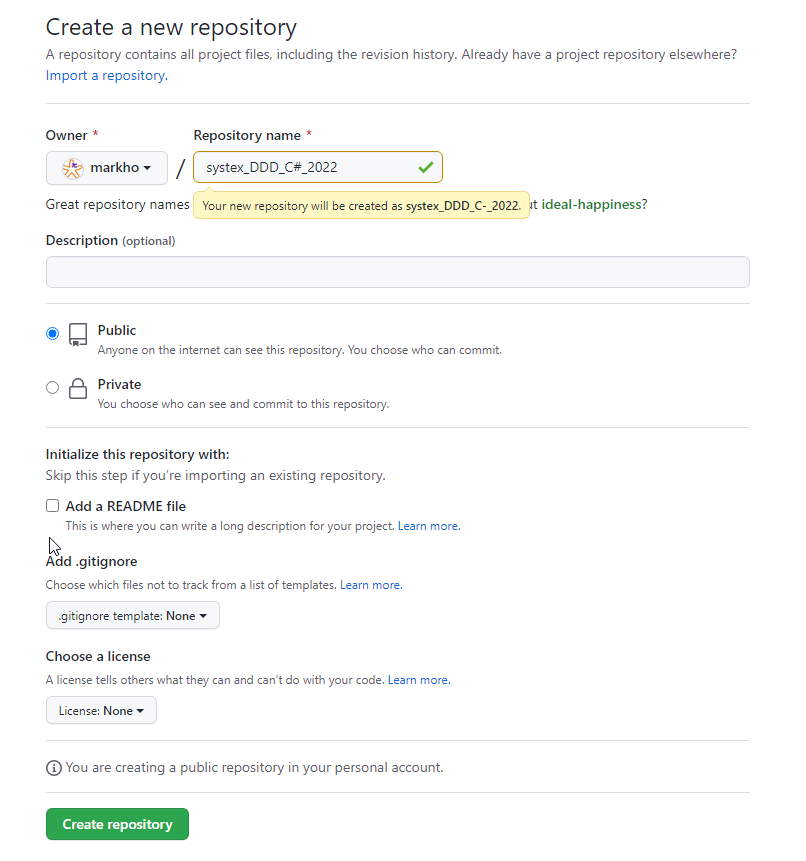 Create a new repository
A repository contains all project files, including the revision history. Already have a project repository elsewhere?
Import a repository.
Owner * Repository name *
markho / systex_DDD_C#_2022
Great repository names ut ideal-happiness?
Your new repository will be created as systex_DDD_C-_2022.
Description (optional)
Public
Anyone on the internet can see this repository. You choose who can commit.
Private
You choose who can see and commit to this repository.
Initialize this repository with:
Skip this step if you're importing an existing repository.
Add a README file
This is where you can write a long description for your project. Learn more.
Add .gitignore
Choose which files not to track from a list of templates. Learn more.
.gitignore template: None
Choose a license
A license tells others what they can and can't do with your code. Learn more.
License: None
You are creating a public repository in your personal account.
Create repository